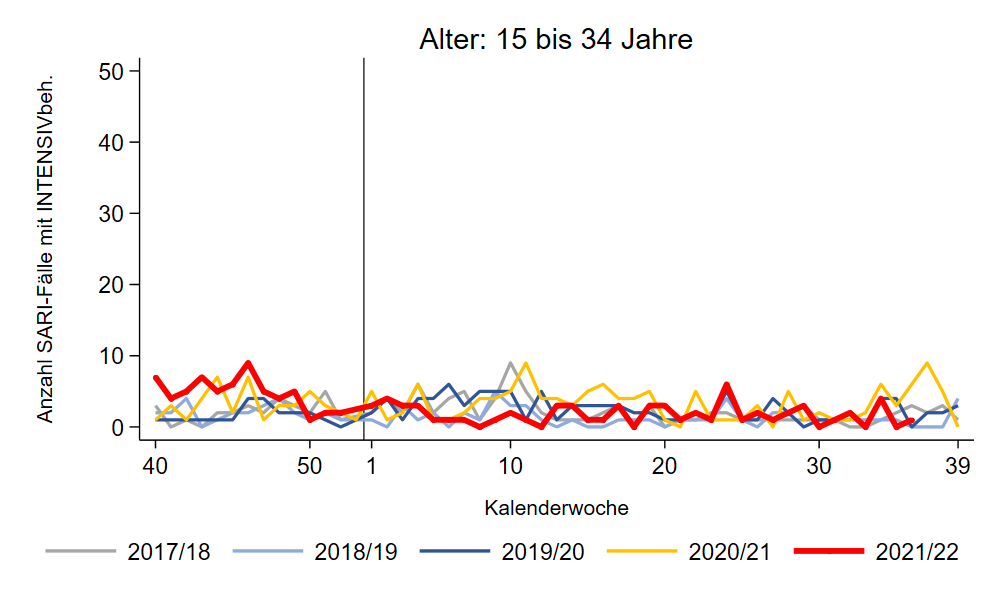 Alter: 15 bis 34 Jahre
Anzahl SARI-Fälle mit INTENSIVbeh.
50
40
30
20
10
0
40 50 1 10 20 30 39
Kalenderwoche
2017/18 2018/19 2019/20 2020/21 2021/22